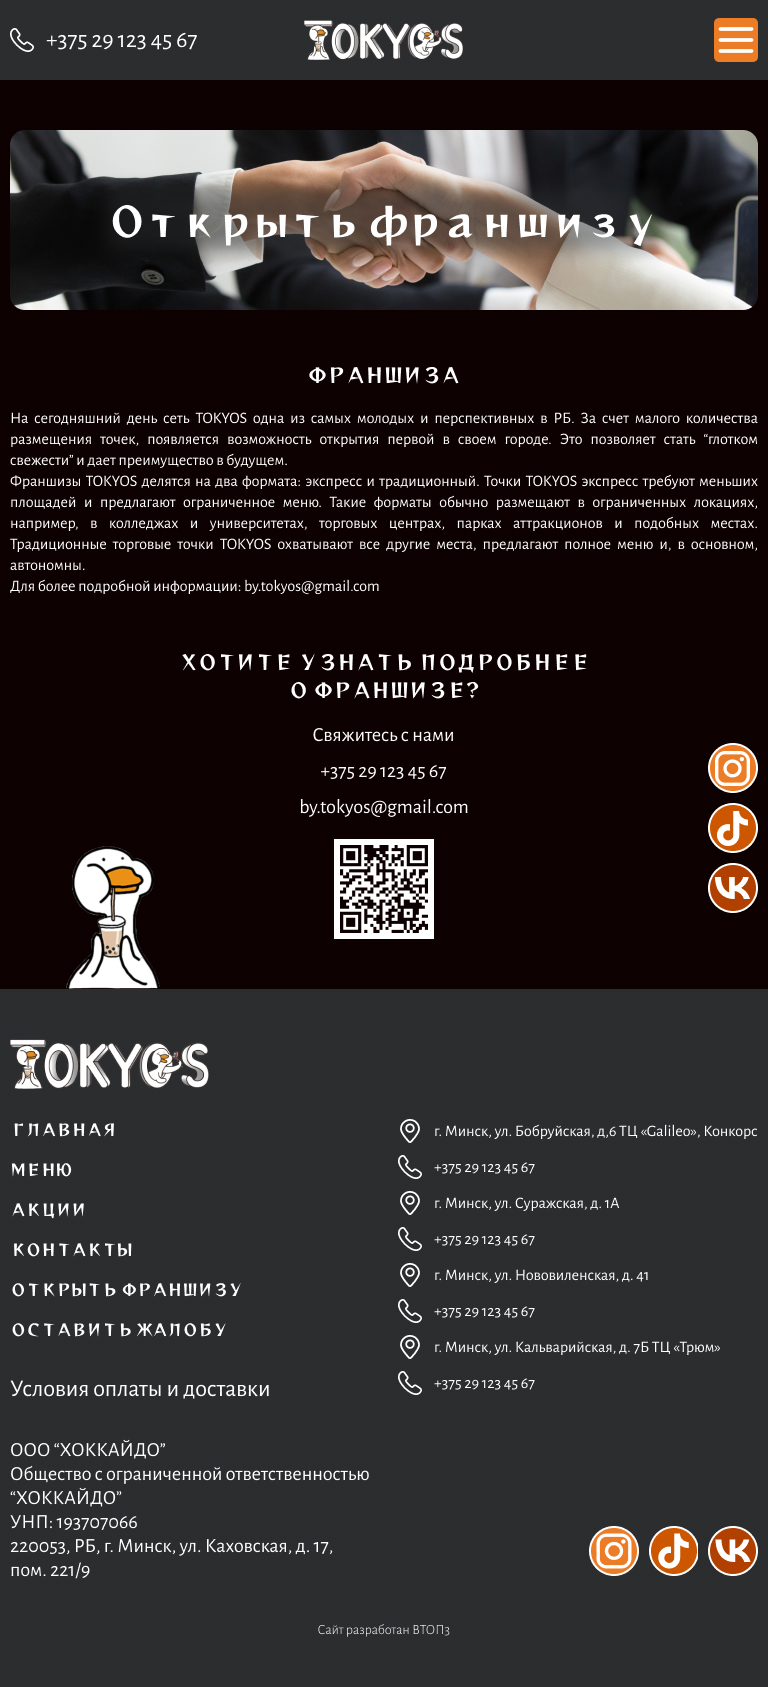 +375 29 123 45 67
TOKYOS
Открыть франшизу
ФРАНШИЗА
На сегодняшний день сеть TOKYOS одна из самых молодых и перспективных в РБ. За счет малого количества
размещения точек, появляется возможность открытия первой в своем городе. Это позволяет стать “глотком
свежести” и дает преимущество в будущем.
Франшизы TOKYOS делятся на два формата: экспресс и традиционный. Точки TOKYOS экспресс требуют меньших
площадей и предлагают ограниченное меню. Такие форматы обычно размещают в ограниченных локациях,
например, в колледжах и университетах, торговых центрах, парках аттракционов и подобных местах.
Традиционные торговые точки TOKYOS охватывают все другие места, предлагают полное меню и, в основном,
автономны.
Для более подробной информации: by.tokyos@gmail.com
ХОТИТЕ УЗНАТЬ ПОДРОБНЕЕ
О ФРАНШИЗЕ?
Свяжитесь с нами
+375 29 123 45 67
by.tokyos@gmail.com
TOKYOS
ГЛАВНАЯ
МЕНЮ
АКЦИИ
КОНТАКТЫ
ОТКРЫТЬ ФРАНШИЗУ
ОСТАВИТЬ ЖАЛОБУ
Условия оплаты и доставки
г. Минск, ул. Бобруйская, д,6 ТЦ «Galileo», Конкорс
+375 29 123 45 67
г. Минск, ул. Суражская, д. 1А
+375 29 123 45 67
г. Минск, ул. Нововиленская, д. 41
+375 29 123 45 67
г. Минск, ул. Кальварийская, д. 7Б ТЦ «Трюм»
+375 29 123 45 67
ООО “ХОККАЙДО”
Общество с ограниченной ответственностью
“ХОККАЙДО”
УНП: 193707066
220053, РБ, г. Минск, ул. Каховская, д. 17,
пом. 221/9
Сайт разработан ВТОП3